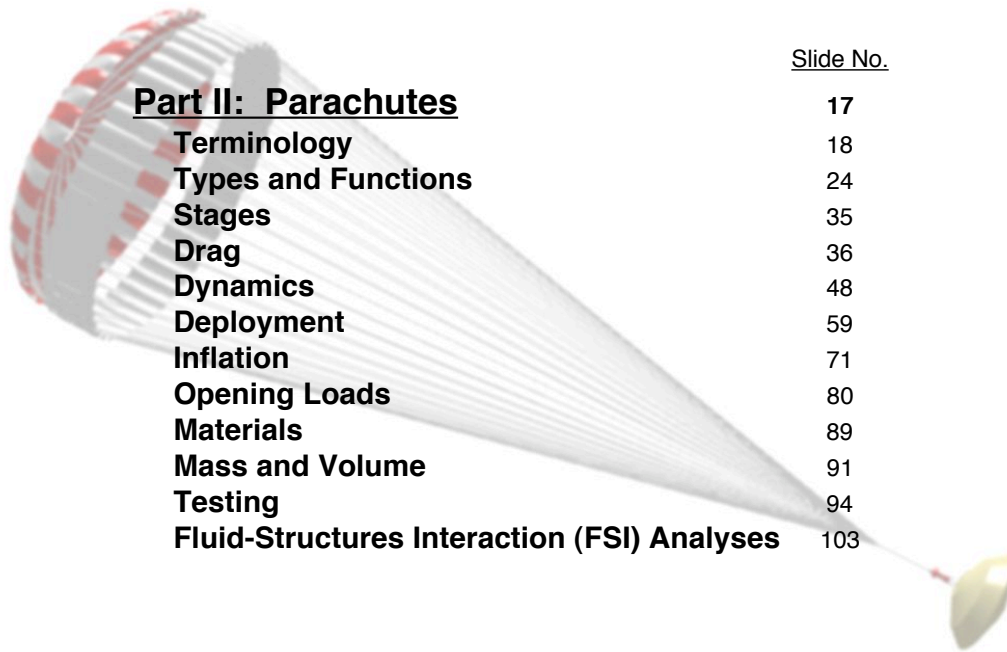 Slide No.
Part II: Parachutes 17
Terminology 18
Types and Functions 24
Stages 35
Drag 36
Dynamics 48
Deployment 59
Inflation 71
Opening Loads 80
Materials 89
Mass and Volume 91
Testing 94
Fluid-Structures Interaction (FSI) Analyses 103